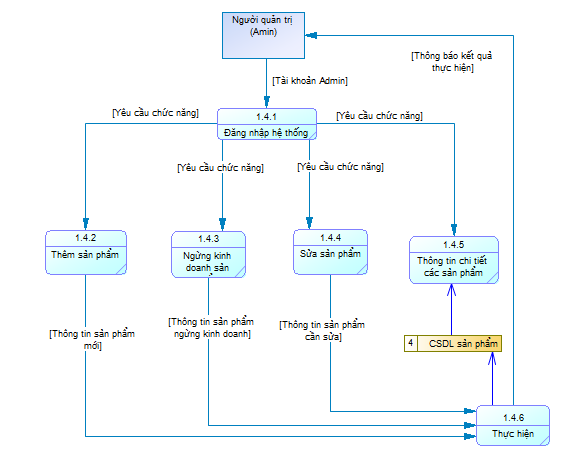 Người quản trị
(Amin)
[Thông báo kết quả
thực hiện]
[Tài khoản Admin]
1.4.1
Đăng nhập hệ thống
[Yêu cầu chức năng]
[Yêu cầu chức năng]
[Yêu cầu chức năng]
[Yêu cầu chức năng]
1.4.2
Thêm sản phẩm
1.4.3
Ngừng kinh
doanh sản
1.4.4
Sửa sản phẩm
1.4.5
Thông tin chi tiết
các sản phẩm
[Thông tin sản phẩm
mới]
[Thông tin sản phẩm
ngừng kinh doanh]
[Thông tin sản phẩm
cần sửa]
4 CSDL sản phẩm
1.4.6
Thực hiện